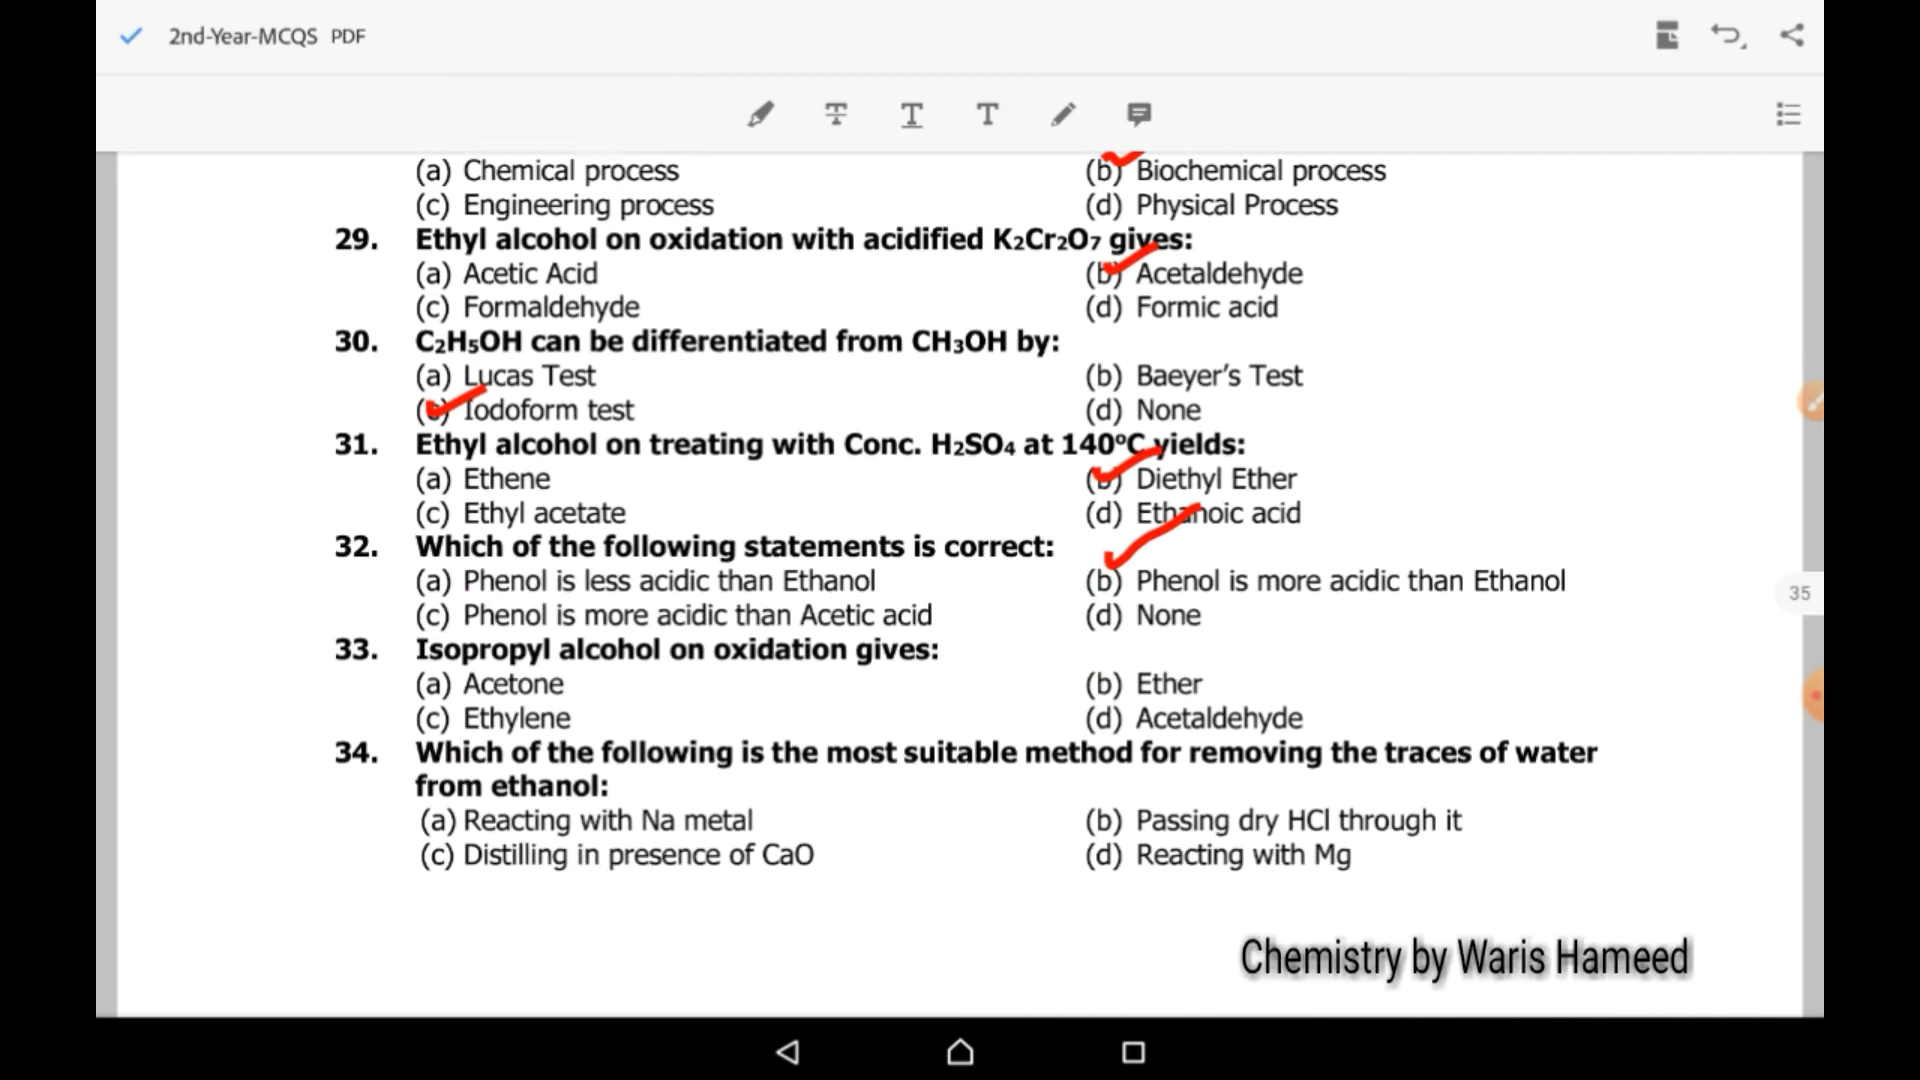 2nd-Year-MCQS PDF
(a) Chemical process (b) Biochemical process
(c) Engineering process (d) Physical Process
29. Ethyl alcohol on oxidation with acidified K₂Cr₂O₇ gives:
(a) Acetic Acid (b) Acetaldehyde
(c) Formaldehyde (d) Formic acid
30. C₂H₅OH can be differentiated from CH₃OH by:
(a) Lucas Test (b) Baeyer’s Test
(c) Iodoform test (d) None
31. Ethyl alcohol on treating with Conc. H₂SO₄ at 140ºC yields:
(a) Ethene (b) Diethyl Ether
(c) Ethyl acetate (d) Ethanoic acid
32. Which of the following statements is correct:
(a) Phenol is less acidic than Ethanol (b) Phenol is more acidic than Ethanol
(c) Phenol is more acidic than Acetic acid (d) None
35
33. Isopropyl alcohol on oxidation gives:
(a) Acetone (b) Ether
(c) Ethylene (d) Acetaldehyde
34. Which of the following is the most suitable method for removing the traces of water
from ethanol:
(a) Reacting with Na metal (b) Passing dry HCl through it
(c) Distilling in presence of CaO (d) Reacting with Mg
Chemistry by Waris Hameed